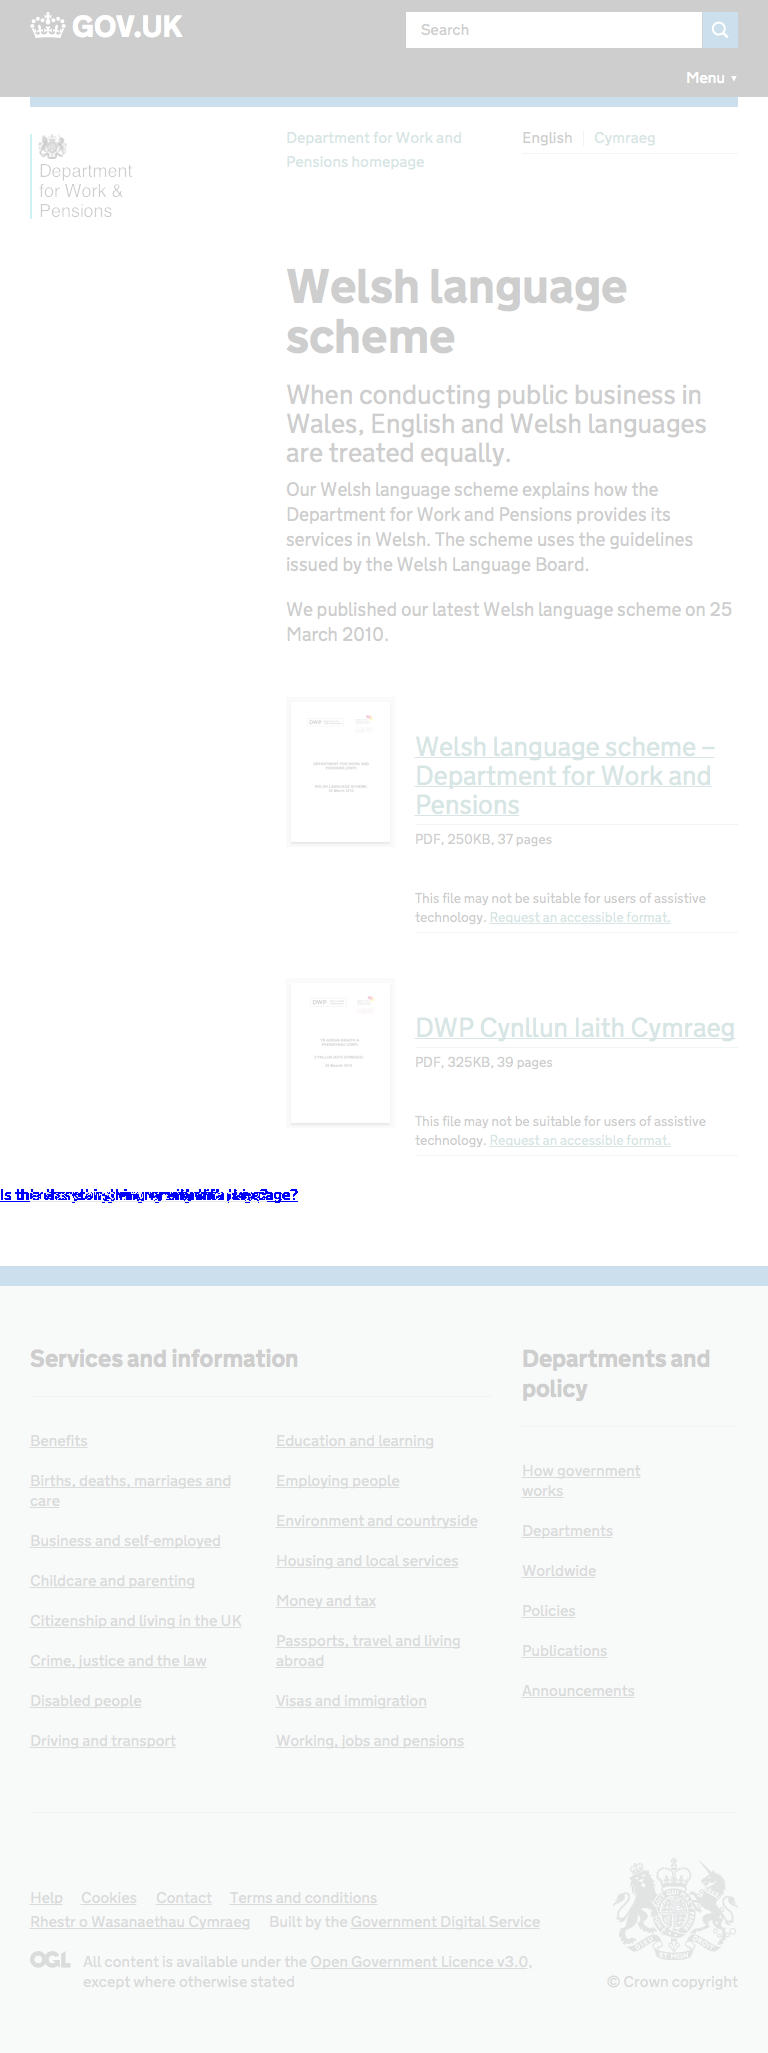 GOV.UK
Search
Menu ▼
Department for Work & Pensions
Department for Work and
Pensions homepage
English
Cymraeg
Welsh language
scheme
When conducting public business in
Wales, English and Welsh languages
are treated equally.
Our Welsh language scheme explains how the
Department for Work and Pensions provides its
services in Welsh. The scheme uses the guidelines
issued by the Welsh Language Board.
We published our latest Welsh language scheme on 25
March 2010.
DWP
Welsh language scheme –
Department for Work and
Pensions
PDF, 250KB, 37 pages
This file may not be suitable for users of assistive
technology. Request an accessible format.
DWP
DWP Cynllun Iaith Cymraeg
PDF, 325KB, 39 pages
This file may not be suitable for users of assistive
technology. Request an accessible format.
Services and information
Benefits
Births, deaths, marriages and
care
Business and self-employed
Childcare and parenting
Citizenship and living in the UK
Crime, justice and the law
Disabled people
Driving and transport
Education and learning
Employing people
Environment and countryside
Housing and local services
Money and tax
Passports, travel and living
abroad
Visas and immigration
Working, jobs and pensions
Departments and
policy
How government
works
Departments
Worldwide
Policies
Publications
Announcements
Help Cookies Contact Terms and conditions
Rhestr o Wasanaethau Cymraeg Built by the Government Digital Service
OGL All content is available under the Open Government Licence v3.0,
except where otherwise stated
© Crown copyright